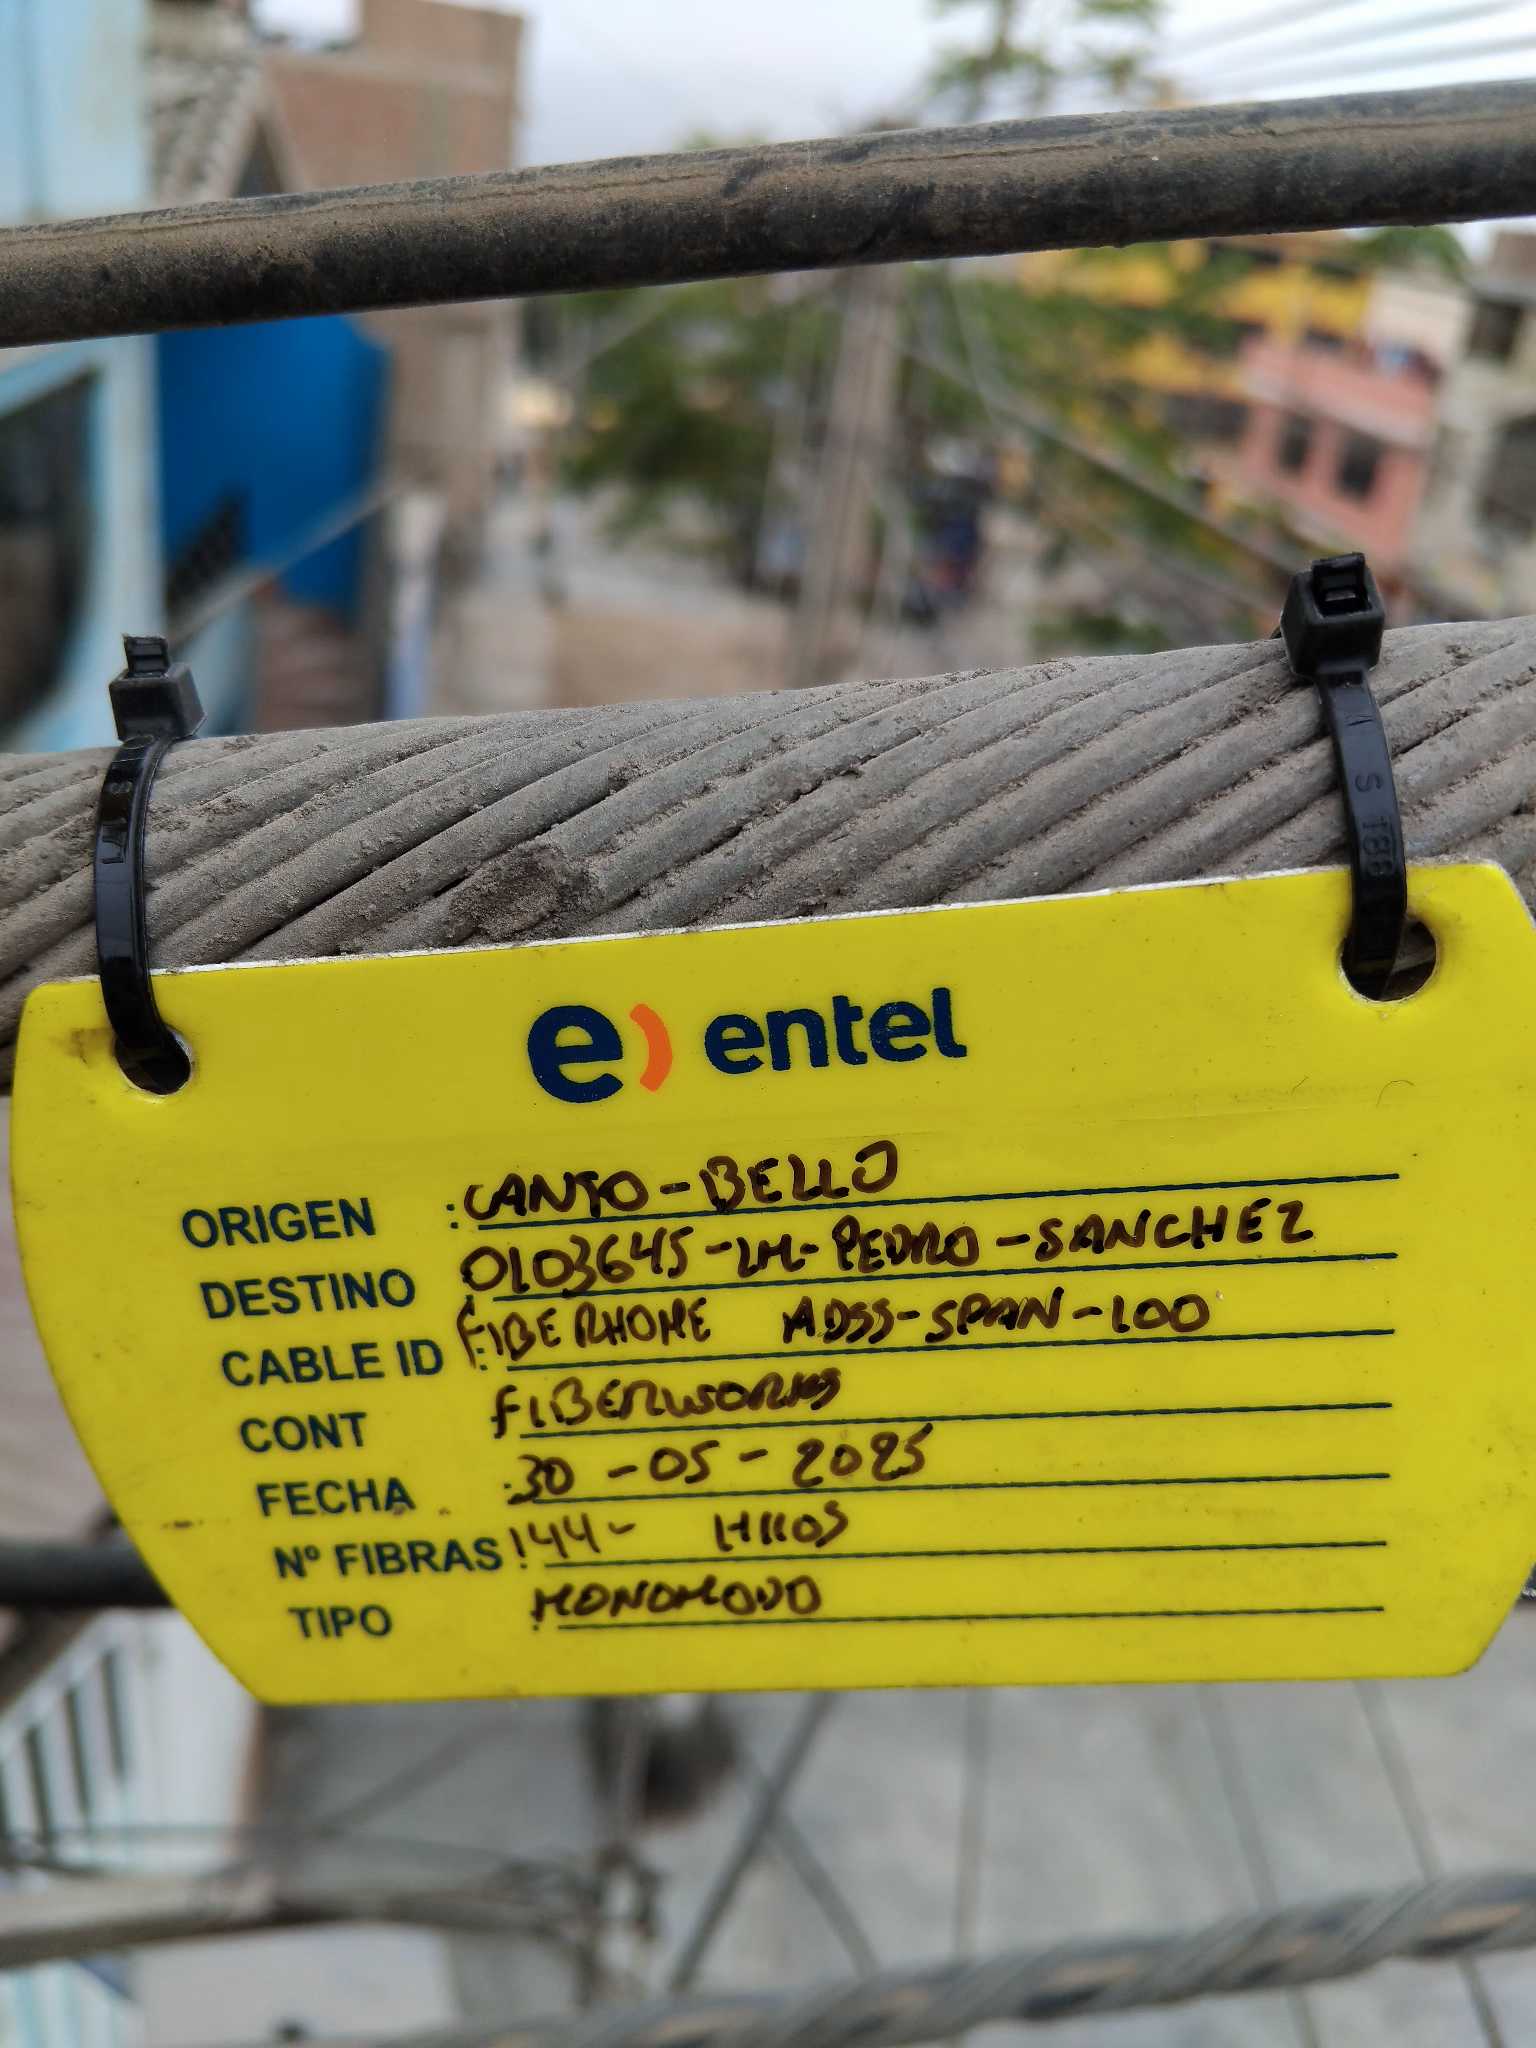 e) entel
ORIGEN : CANTO-BELLO
DESTINO : 0103645-LM-PEDRO-SANCHEZ
CABLE ID : FIBERHOME ADSS-SPAN-100
CONT : FIBERWORKS
FECHA : 30-05-2025
Nº FIBRAS : 144- HILOS
TIPO : MONOMODO